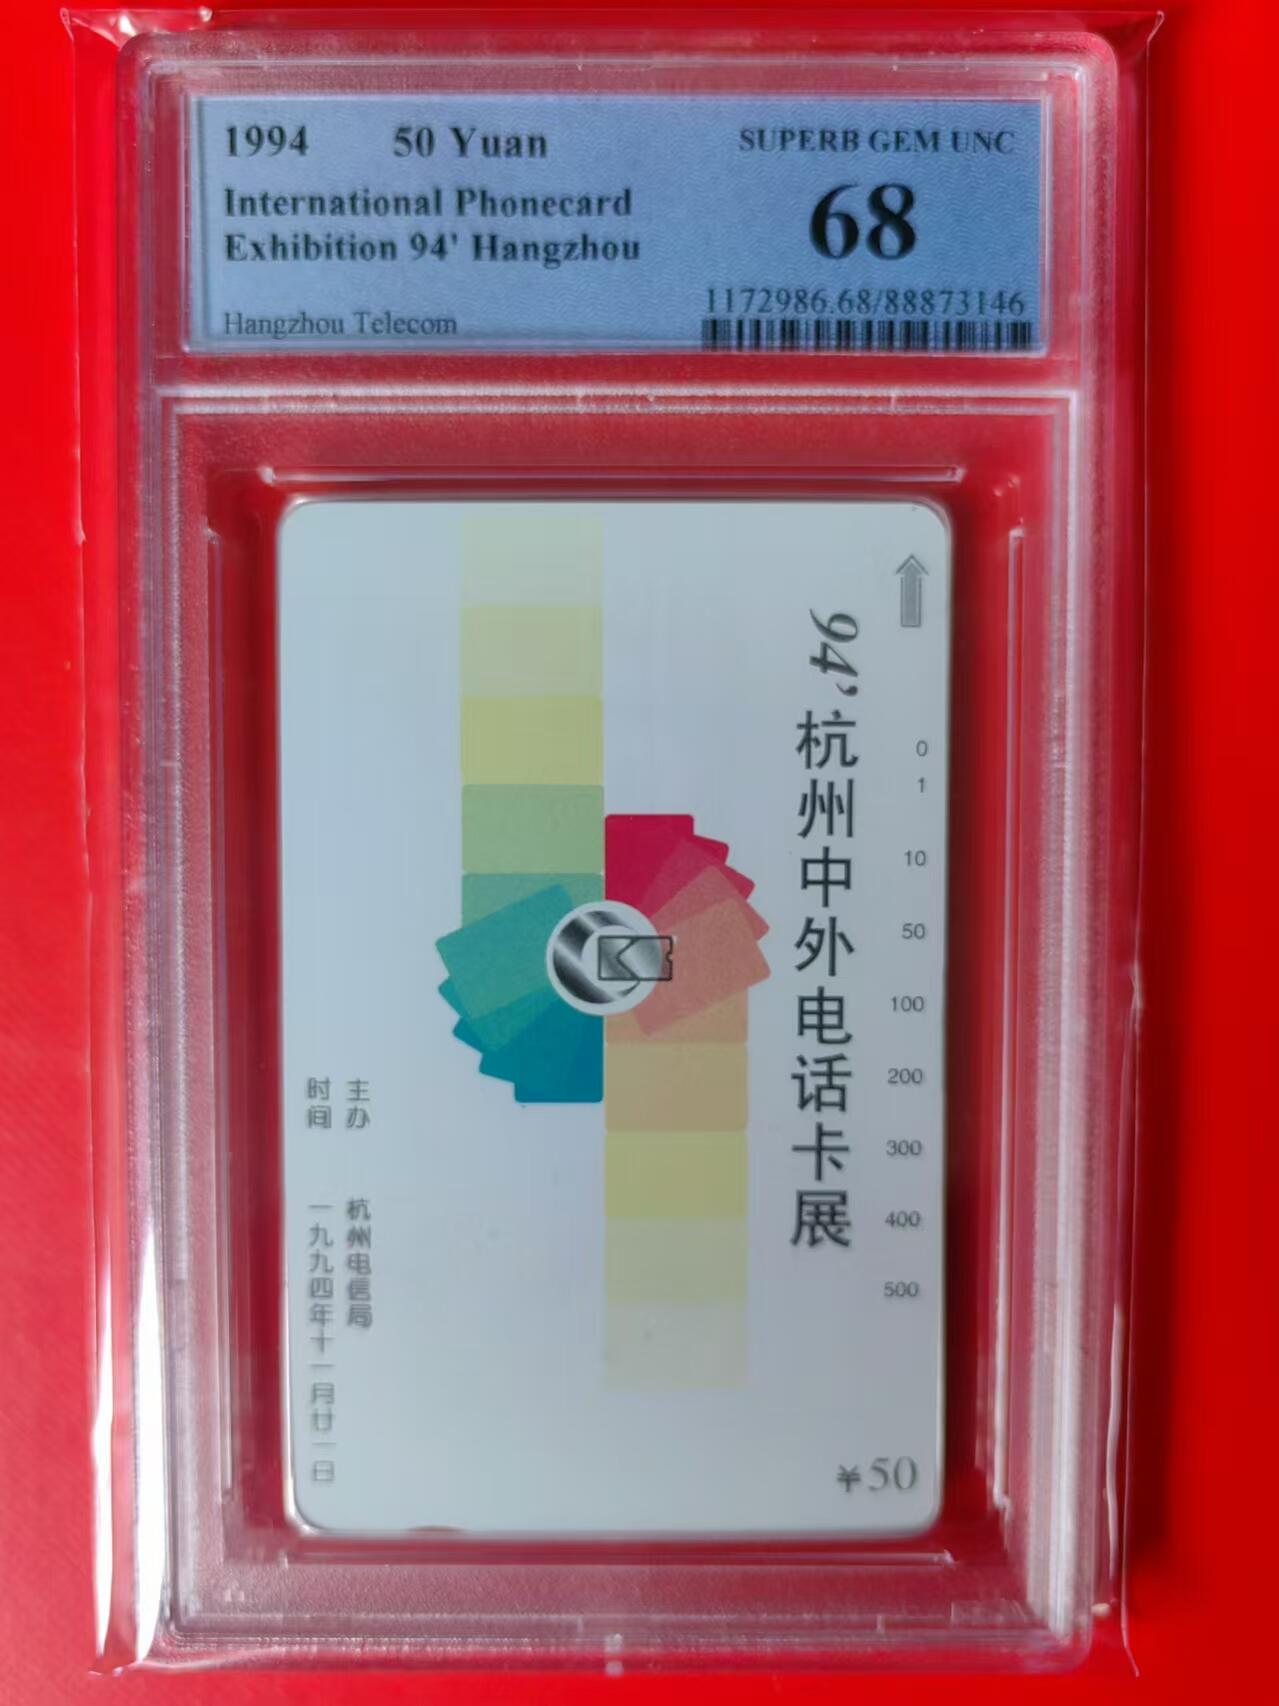 1994 50 Yuan
International Phonecard
Exhibition 94' Hangzhou
Hangzhou Telecom
SUPERB GEM UNC
68
1172986.68/88873146
94’杭州中外电话卡展
0
1
10
50
100
200
300
400
500
主办 杭州电信局
时间 一九九四年十一月廿一日
¥50